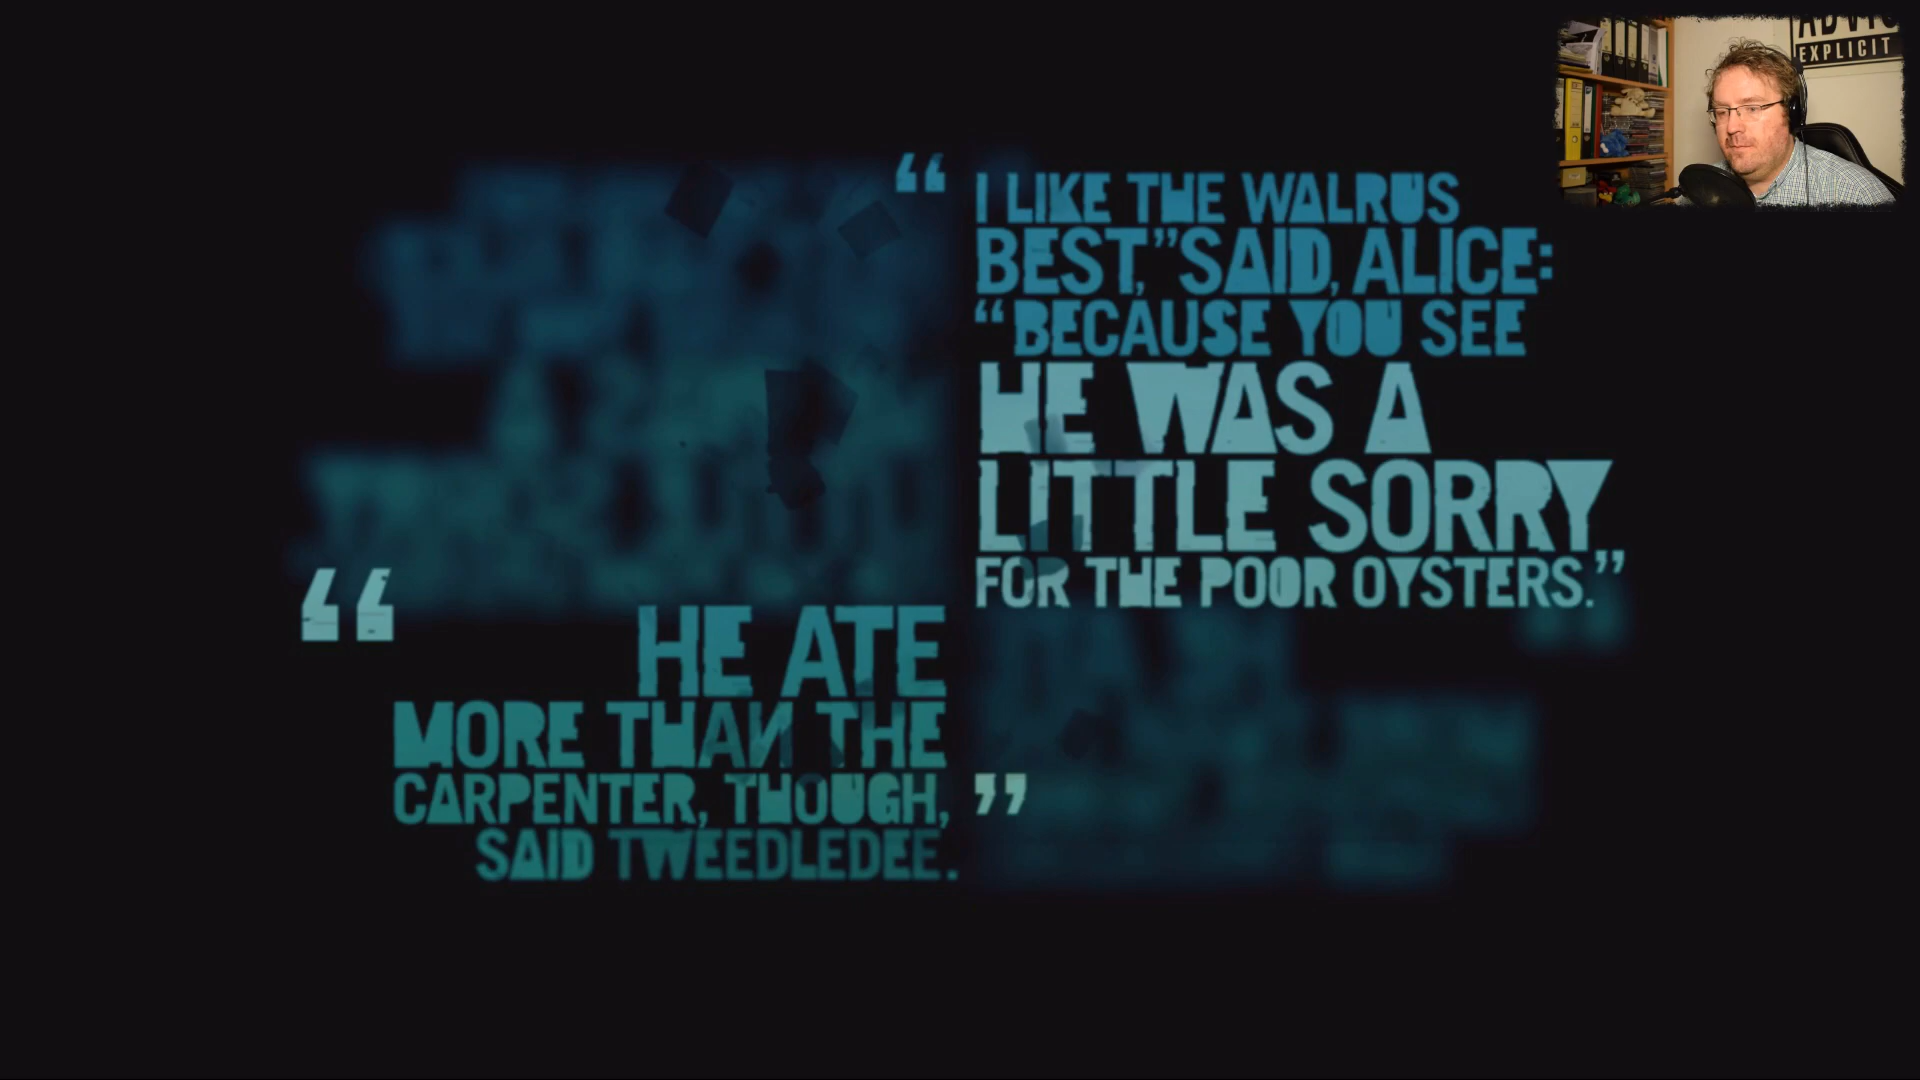 “ I LIKE THE WALRUS
BEST,” SAID, ALICE:
“BECAUSE YOU SEE
HE WAS A
LITTLE SORRY
FOR THE POOR OYSTERS.”
“ HE ATE
MORE THAN THE
CARPENTER, THOUGH, ”
SAID TWEEDLEDEE.
EXPLICIT